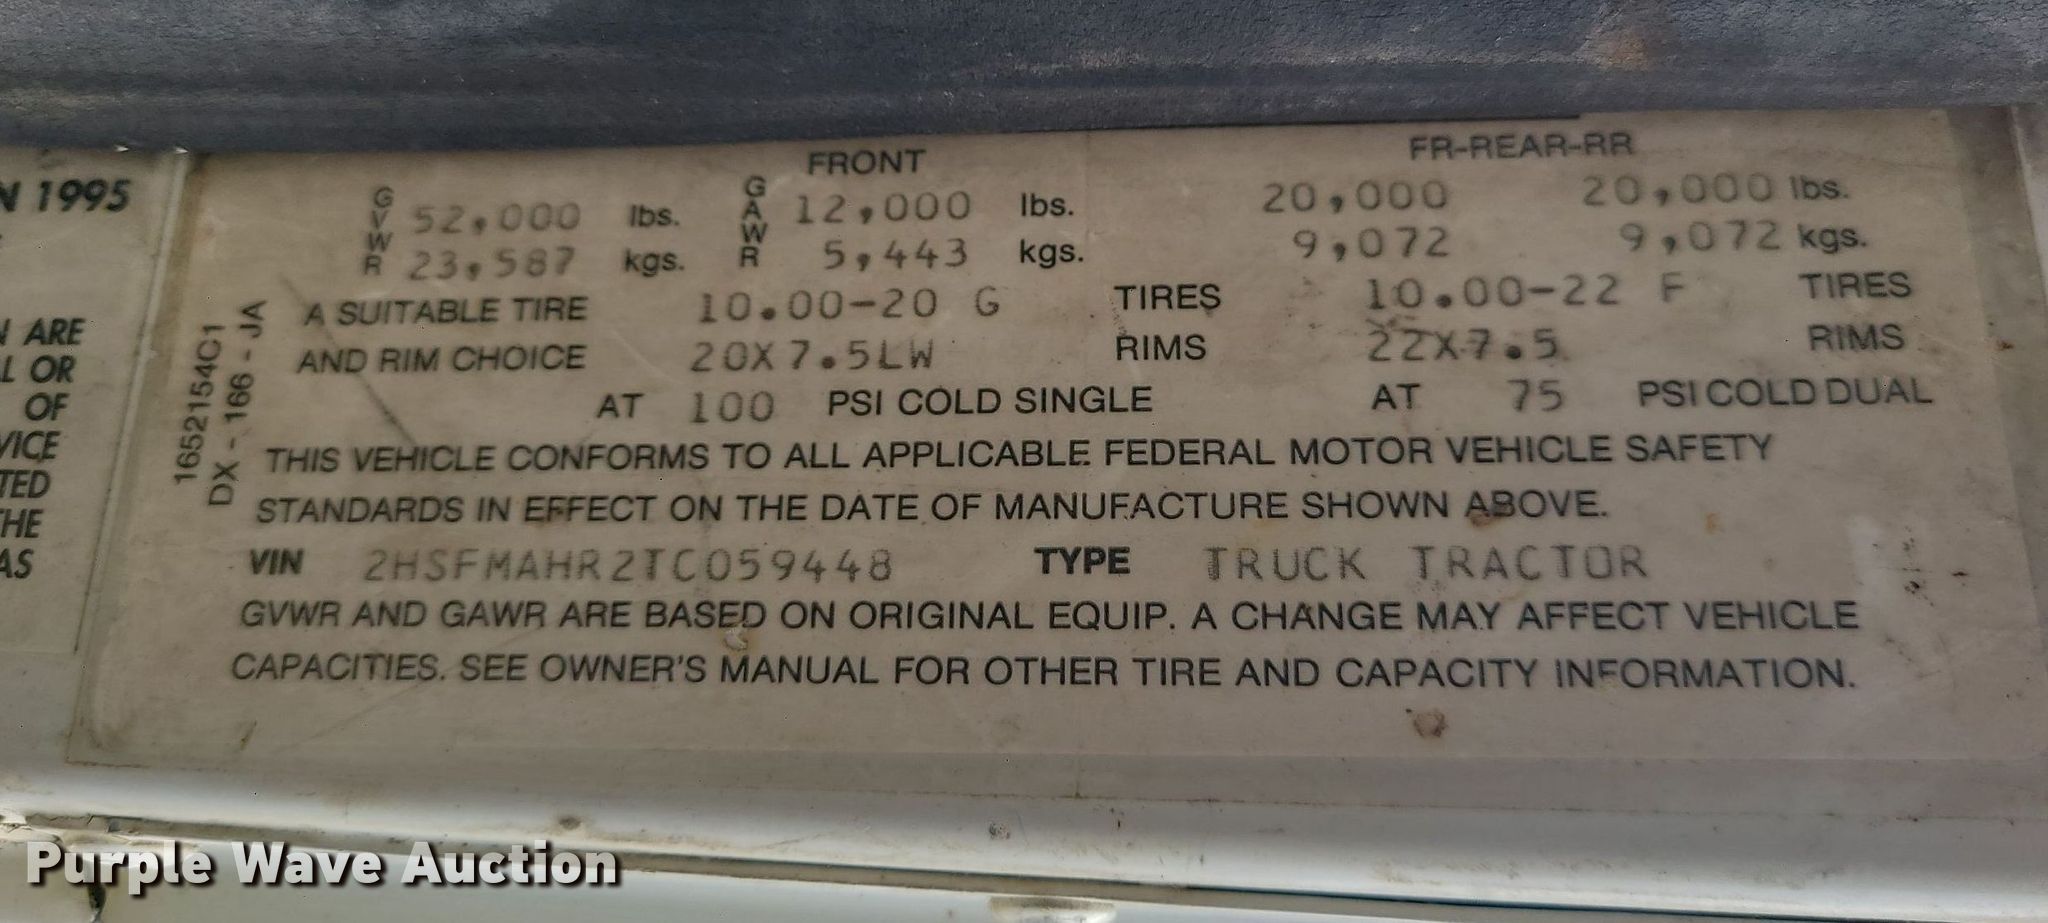 N 1995
ARE
L OR
OF
VICE
TED
THE
AS
1652154C1
DX - 166 - JA
FRONT FR-REAR-RR
GVWR 52,000 lbs. GAWR 12,000 lbs. 20,000 20,000 lbs.
23,587 kgs. 5,443 kgs. 9,072 9,072 kgs.
A SUITABLE TIRE 10.00-20 G TIRES 10.00-22 F TIRES
AND RIM CHOICE 20X7.5LW RIMS 22X7.5 RIMS
AT 100 PSI COLD SINGLE AT 75 PSI COLD DUAL
THIS VEHICLE CONFORMS TO ALL APPLICABLE FEDERAL MOTOR VEHICLE SAFETY
STANDARDS IN EFFECT ON THE DATE OF MANUFACTURE SHOWN ABOVE.
VIN 2HSFMAHR2TC059448 TYPE TRUCK TRACTOR
GVWR AND GAWR ARE BASED ON ORIGINAL EQUIP. A CHANGE MAY AFFECT VEHICLE
CAPACITIES. SEE OWNER'S MANUAL FOR OTHER TIRE AND CAPACITY INFORMATION.
Purple Wave Auction